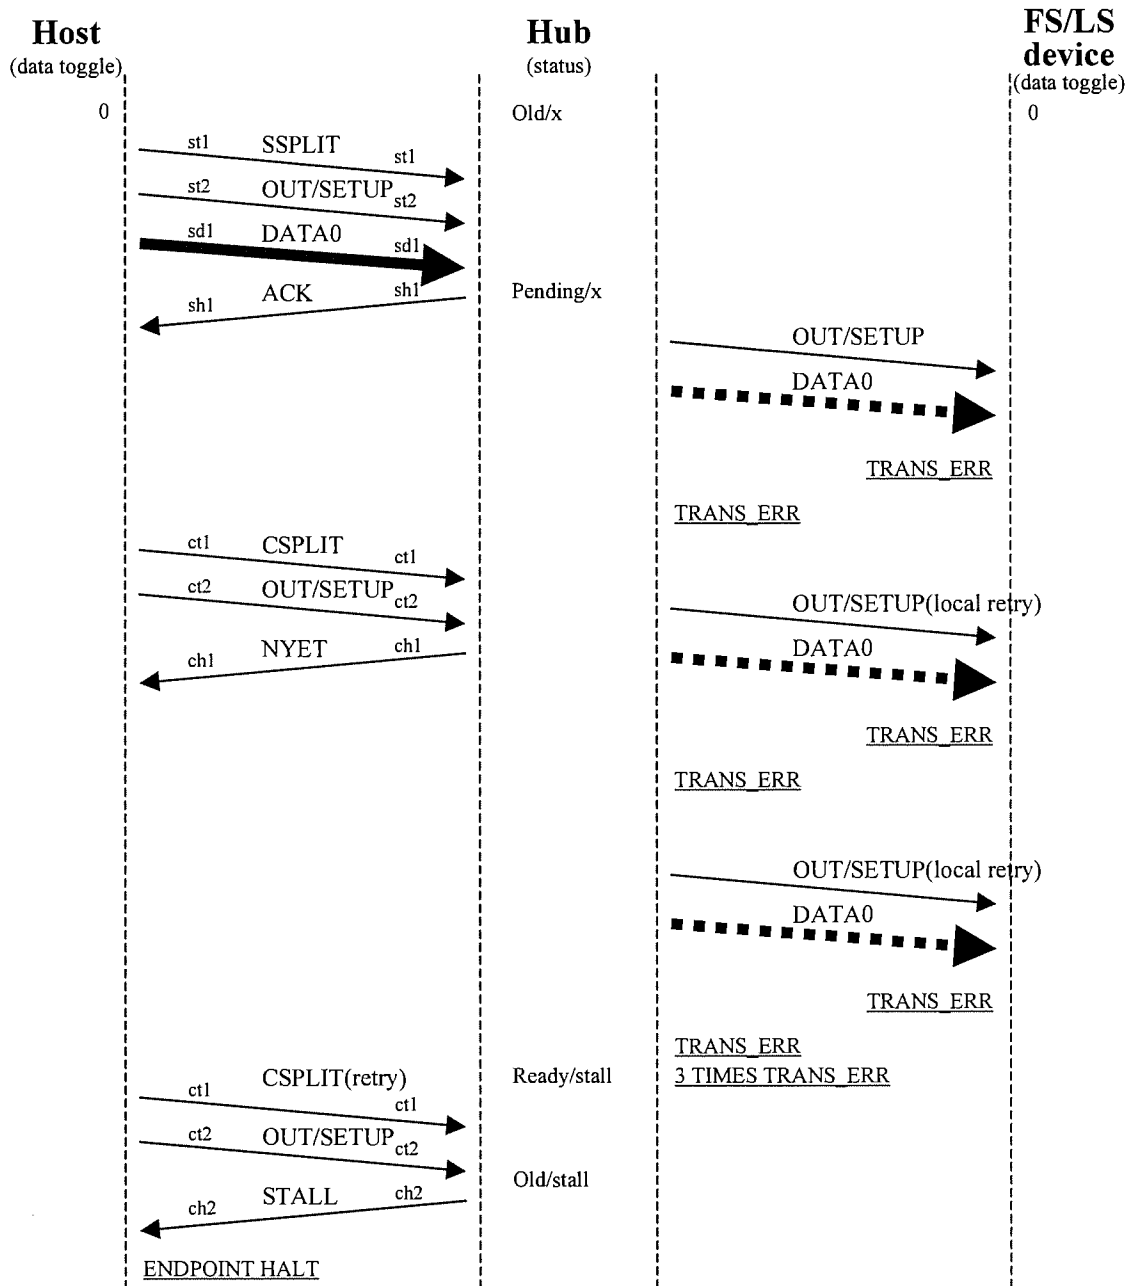 Host
(data toggle)
Hub
(status)
FS/LS
device
(data toggle)
0
Old/x
0
st1 SSPLIT st1
st2 OUT/SETUP st2
sd1 DATA0 sd1
sh1 ACK sh1
Pending/x
OUT/SETUP
DATA0
TRANS_ERR
TRANS_ERR
ct1 CSPLIT ct1
ct2 OUT/SETUP ct2
ch1 NYET ch1
OUT/SETUP(local retry)
DATA0
TRANS_ERR
TRANS_ERR
OUT/SETUP(local retry)
DATA0
TRANS_ERR
TRANS_ERR
3 TIMES TRANS_ERR
Ready/stall
ct1 CSPLIT(retry) ct1
ct2 OUT/SETUP ct2
Old/stall
ch2 STALL ch2
ENDPOINT HALT